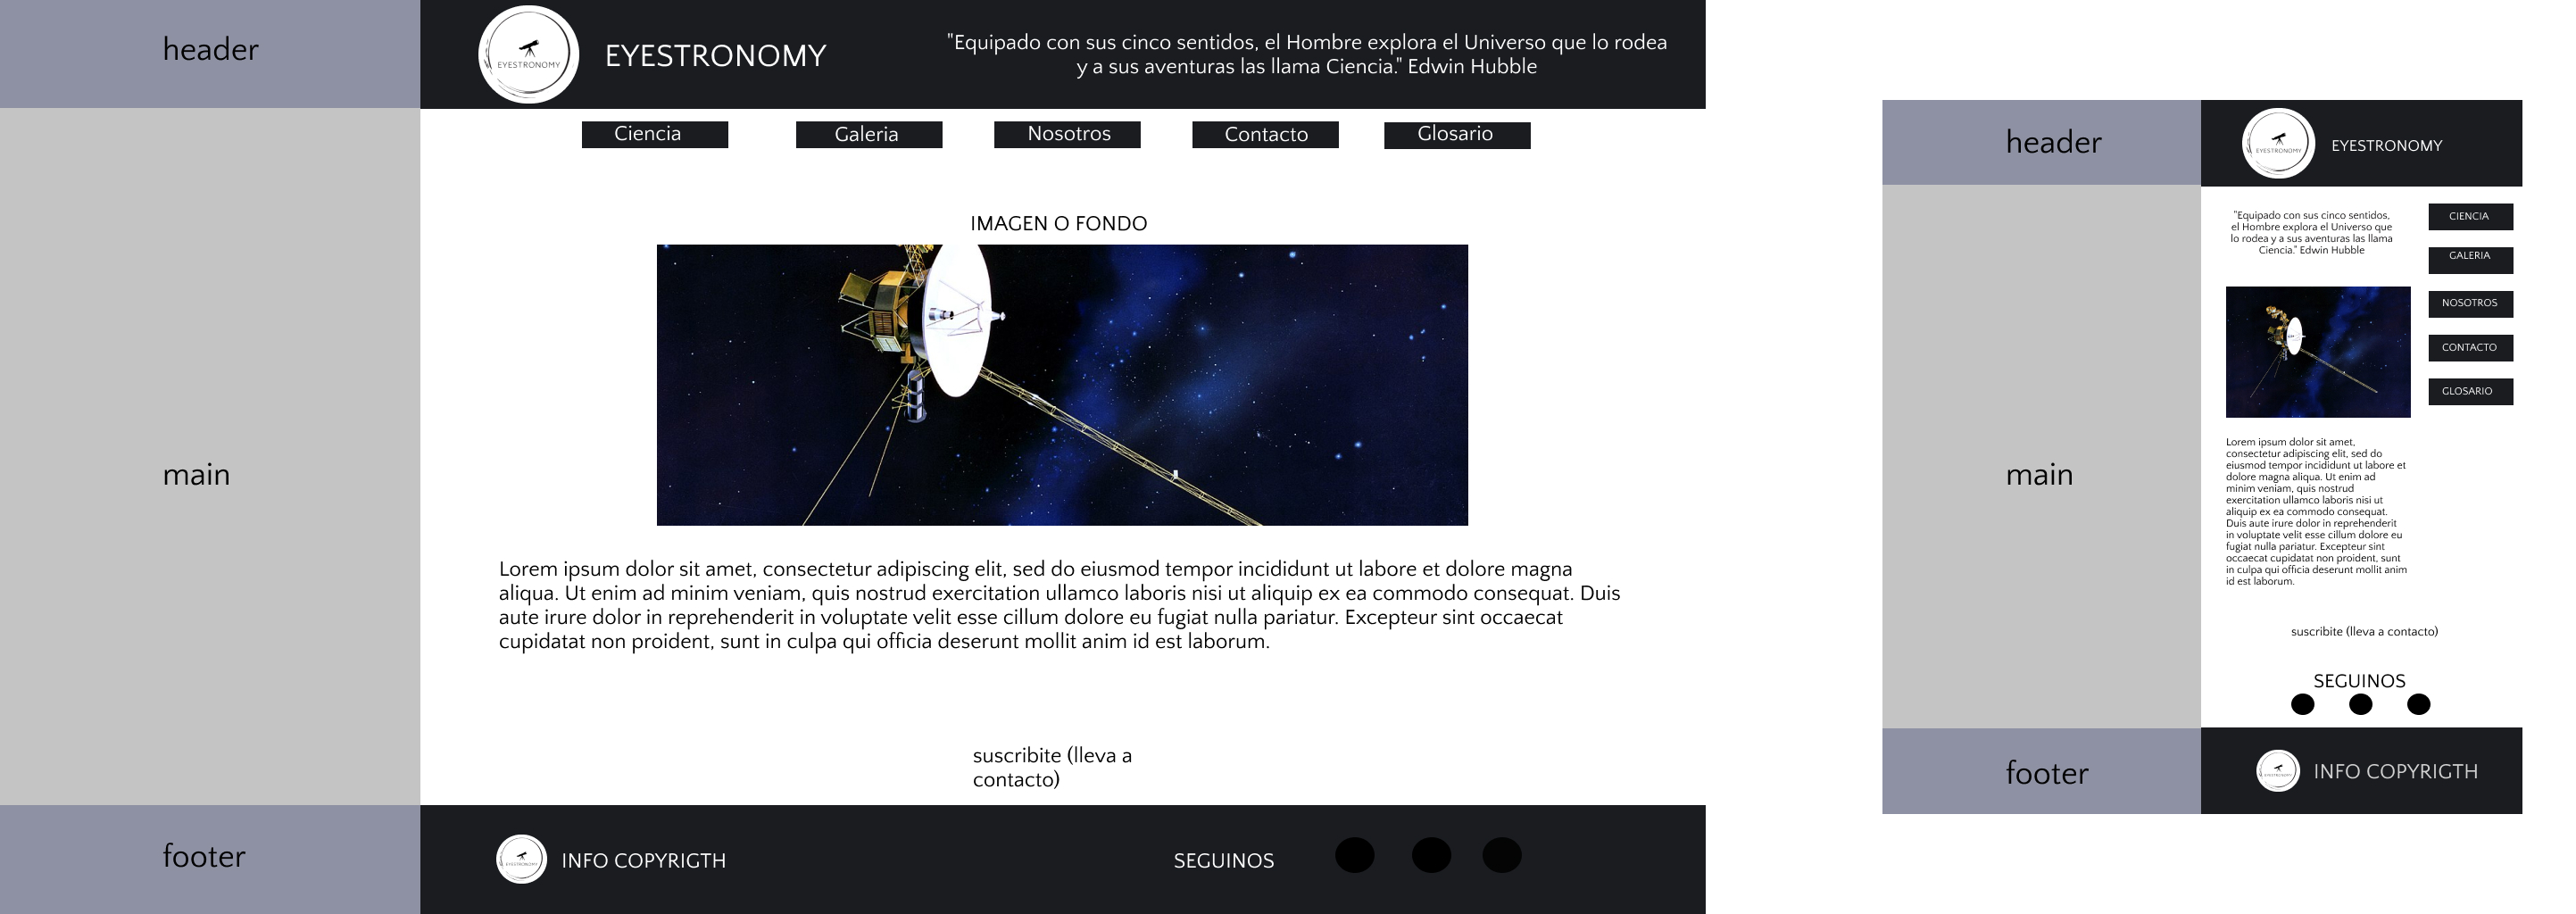 header
EYESTRONOMY
EYESTRONOMY
"Equipado con sus cinco sentidos, el Hombre explora el Universo que lo rodea
y a sus aventuras las llama Ciencia." Edwin Hubble
Ciencia
Galeria
Nosotros
Contacto
Glosario
IMAGEN O FONDO
main
Lorem ipsum dolor sit amet, consectetur adipiscing elit, sed do eiusmod tempor incididunt ut labore et dolore magna
aliqua. Ut enim ad minim veniam, quis nostrud exercitation ullamco laboris nisi ut aliquip ex ea commodo consequat. Duis
aute irure dolor in reprehenderit in voluptate velit esse cillum dolore eu fugiat nulla pariatur. Excepteur sint occaecat
cupidatat non proident, sunt in culpa qui officia deserunt mollit anim id est laborum.
suscribite (lleva a
contacto)
footer
EYESTRONOMY
INFO COPYRIGTH
SEGUINOS
header
EYESTRONOMY
EYESTRONOMY
"Equipado con sus cinco sentidos,
el Hombre explora el Universo que
lo rodea y a sus aventuras las llama
Ciencia." Edwin Hubble
CIENCIA
GALERIA
NOSOTROS
CONTACTO
GLOSARIO
main
Lorem ipsum dolor sit amet,
consectetur adipiscing elit, sed do
eiusmod tempor incididunt ut labore et
dolore magna aliqua. Ut enim ad
minim veniam, quis nostrud
exercitation ullamco laboris nisi ut
aliquip ex ea commodo consequat.
Duis aute irure dolor in reprehenderit
in voluptate velit esse cillum dolore eu
fugiat nulla pariatur. Excepteur sint
occaecat cupidatat non proident, sunt
in culpa qui officia deserunt mollit anim
id est laborum.
suscribite (lleva a contacto)
SEGUINOS
footer
EYESTRONOMY
INFO COPYRIGTH